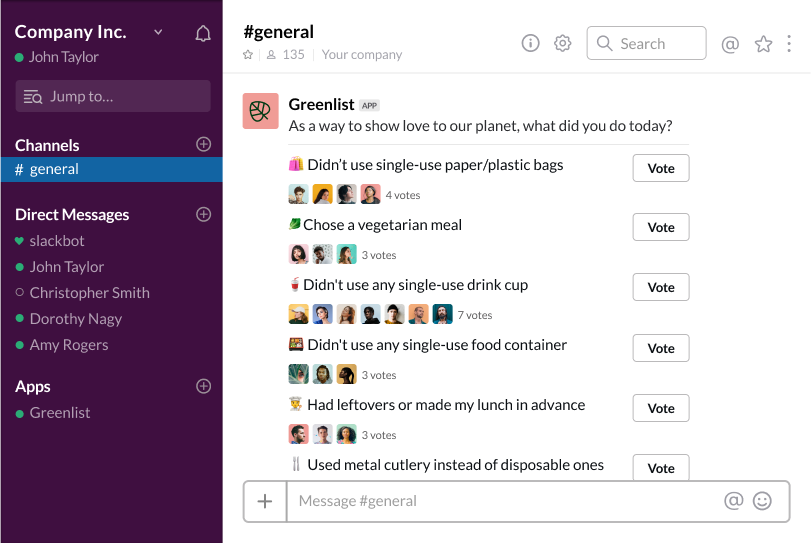 Company Inc.
John Taylor
Jump to...
Channels
# general
Direct Messages
slackbot
John Taylor
Christopher Smith
Dorothy Nagy
Amy Rogers
Apps
Greenlist
#general
135
Your company
Search
Greenlist APP
As a way to show love to our planet, what did you do today?
Didn’t use single-use paper/plastic bags
Vote
4 votes
Chose a vegetarian meal
Vote
3 votes
Didn't use any single-use drink cup
Vote
7 votes
Didn't use any single-use food container
Vote
3 votes
Had leftovers or made my lunch in advance
Vote
3 votes
Used metal cutlery instead of disposable ones
Vote
Message #general
@
@